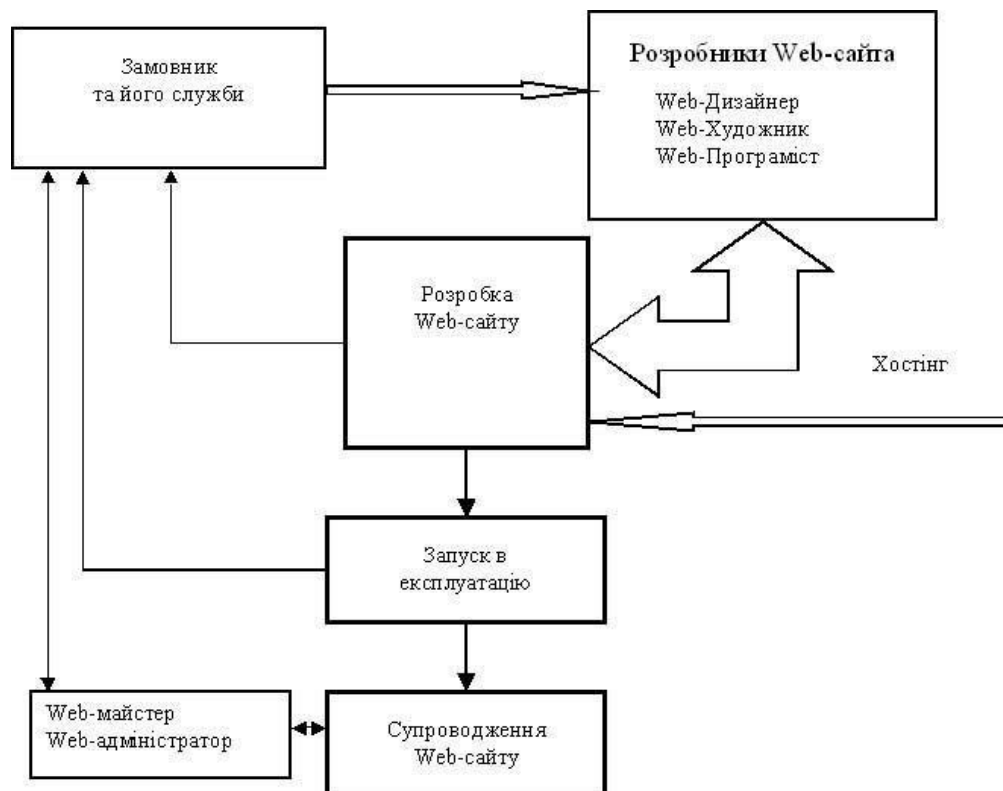 Замовник
та його служби
Розробники Web-сайта
Web-Дизайнер
Web-Художник
Web-Програміст
Розробка
Web-сайту
Хостінг
Запуск в
експлуатацію
Web-майстер
Web-адміністратор
Супроводження
Web-сайту